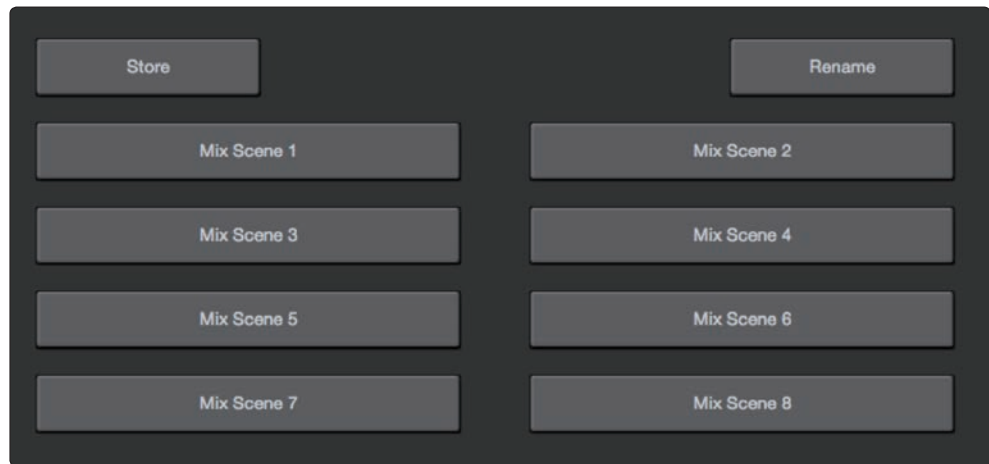 Store Rename
Mix Scene 1 Mix Scene 2
Mix Scene 3 Mix Scene 4
Mix Scene 5 Mix Scene 6
Mix Scene 7 Mix Scene 8